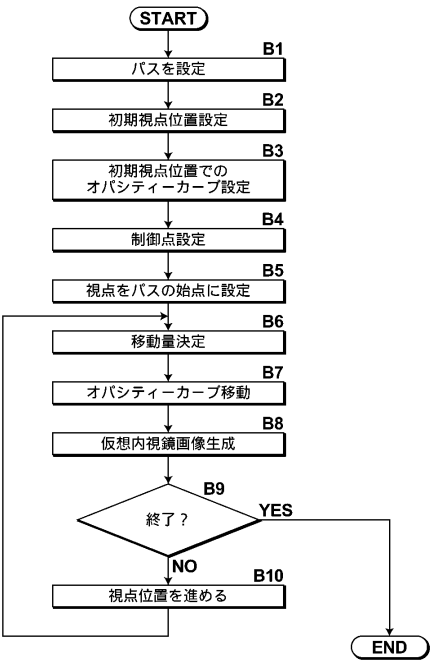 START
B1
パスを設定
B2
初期視点位置設定
B3
初期視点位置での
オパシティーカーブ設定
B4
制御点設定
B5
視点をパスの始点に設定
B6
移動量決定
B7
オパシティーカーブ移動
B8
仮想内視鏡画像生成
B9
終了？
YES
NO
B10
視点位置を進める
END